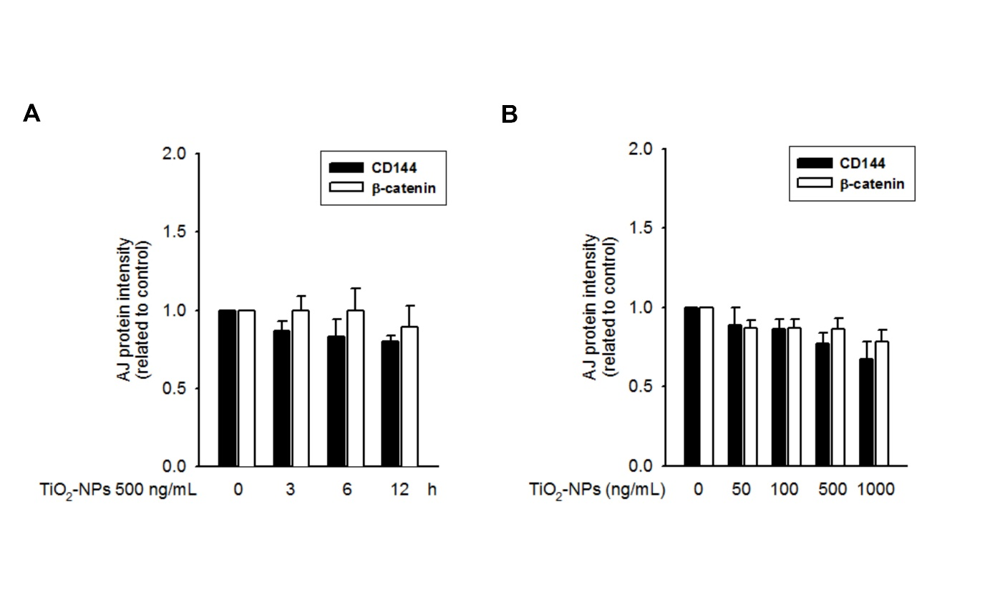 A
2.0
1.5
1.0
0.5
0.0
AJ protein intensity
(related to control)
CD144
β-catenin
TiO2-NPs 500 ng/mL 0 3 6 12 h
B
2.0
1.5
1.0
0.5
0.0
AJ protein intensity
(related to control)
CD144
β-catenin
TiO2-NPs (ng/mL) 0 50 100 500 1000